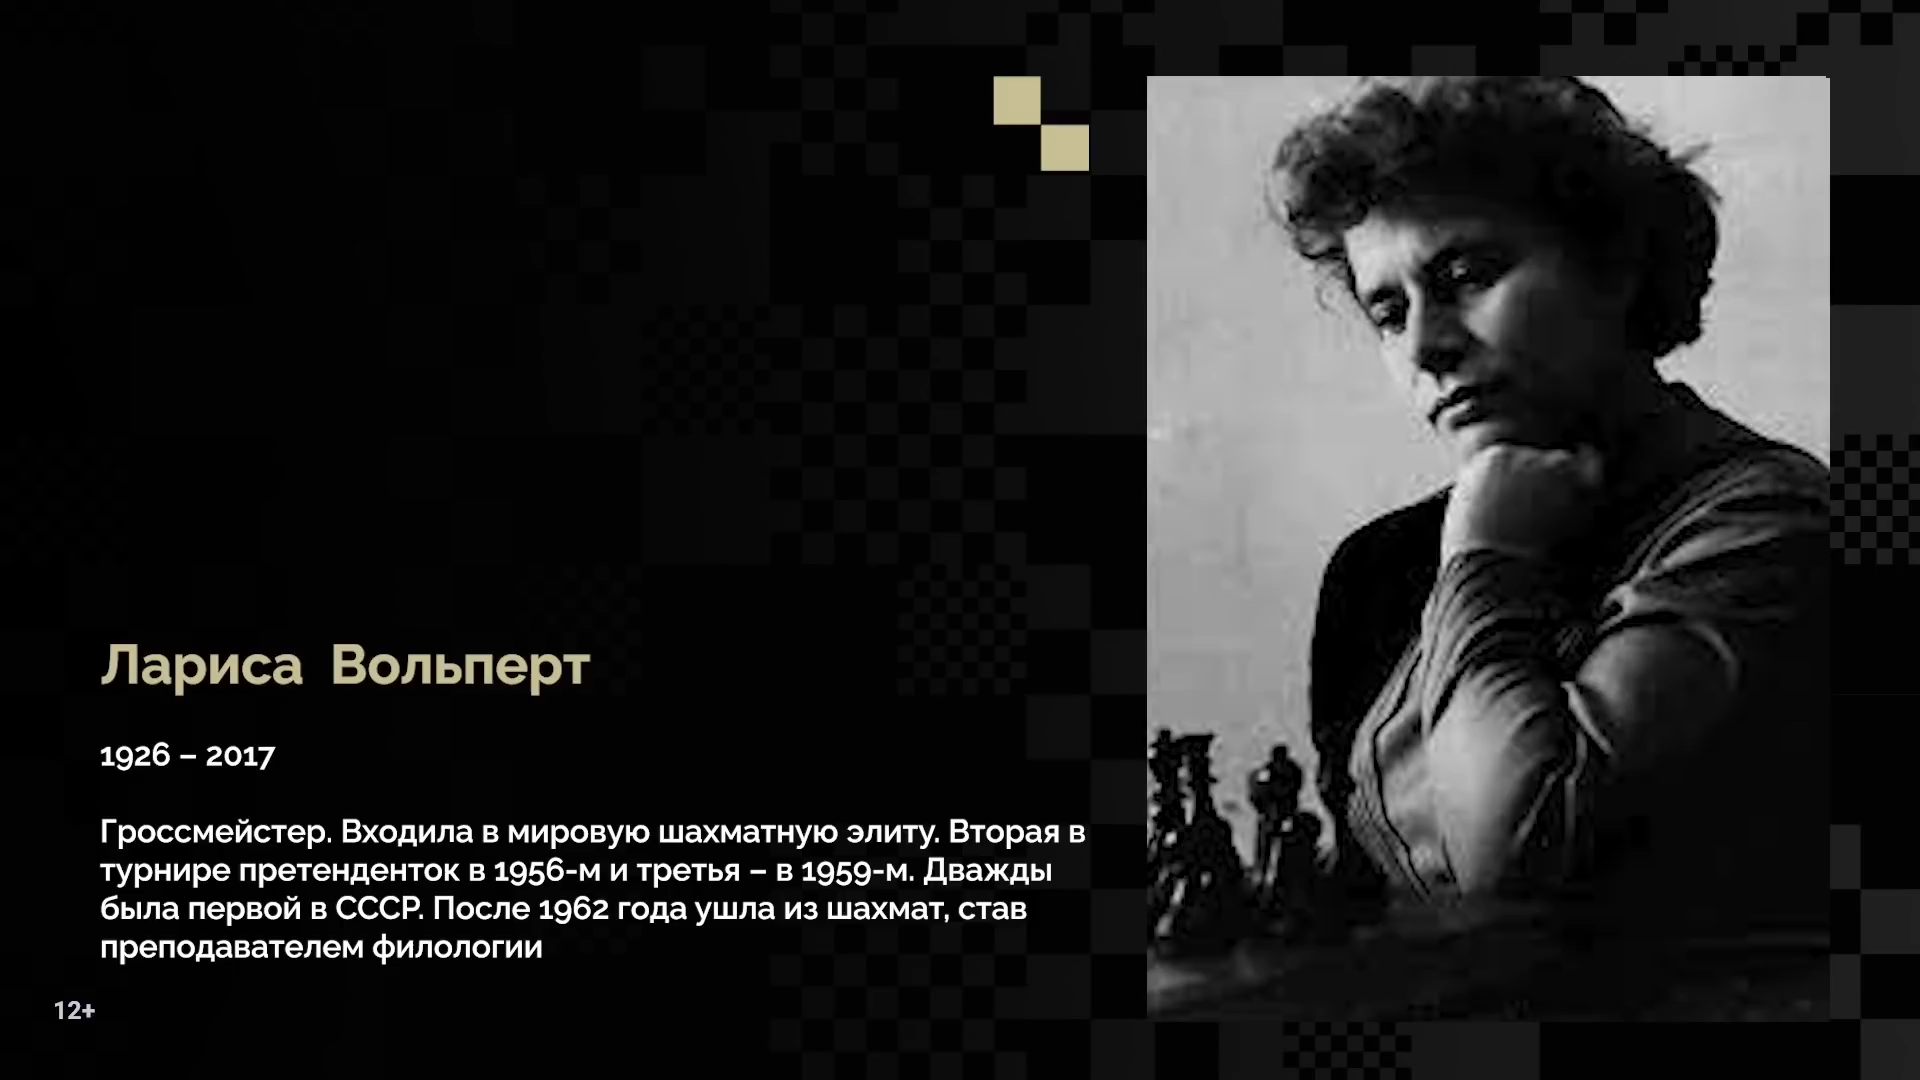 Лариса Вольперт
1926 – 2017
Гроссмейстер. Входила в мировую шахматную элиту. Вторая в
турнире претенденток в 1956-м и третья – в 1959-м. Дважды
была первой в СССР. После 1962 года ушла из шахмат, став
преподавателем филологии
12+